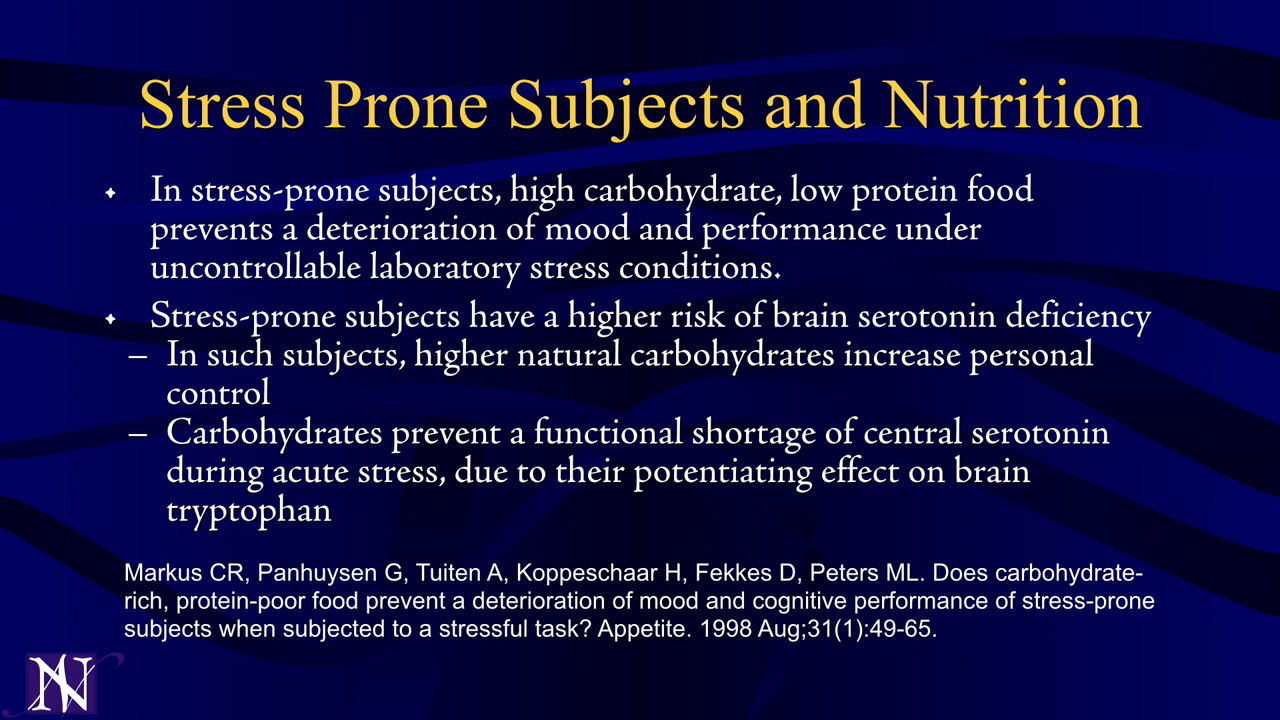 Stress Prone Subjects and Nutrition
In stress-prone subjects, high carbohydrate, low protein food
prevents a deterioration of mood and performance under
uncontrollable laboratory stress conditions.
Stress-prone subjects have a higher risk of brain serotonin deficiency
– In such subjects, higher natural carbohydrates increase personal
control
– Carbohydrates prevent a functional shortage of central serotonin
during acute stress, due to their potentiating effect on brain
tryptophan
Markus CR, Panhuysen G, Tuiten A, Koppeschaar H, Fekkes D, Peters ML. Does carbohydrate-
rich, protein-poor food prevent a deterioration of mood and cognitive performance of stress-prone
subjects when subjected to a stressful task? Appetite. 1998 Aug;31(1):49-65.